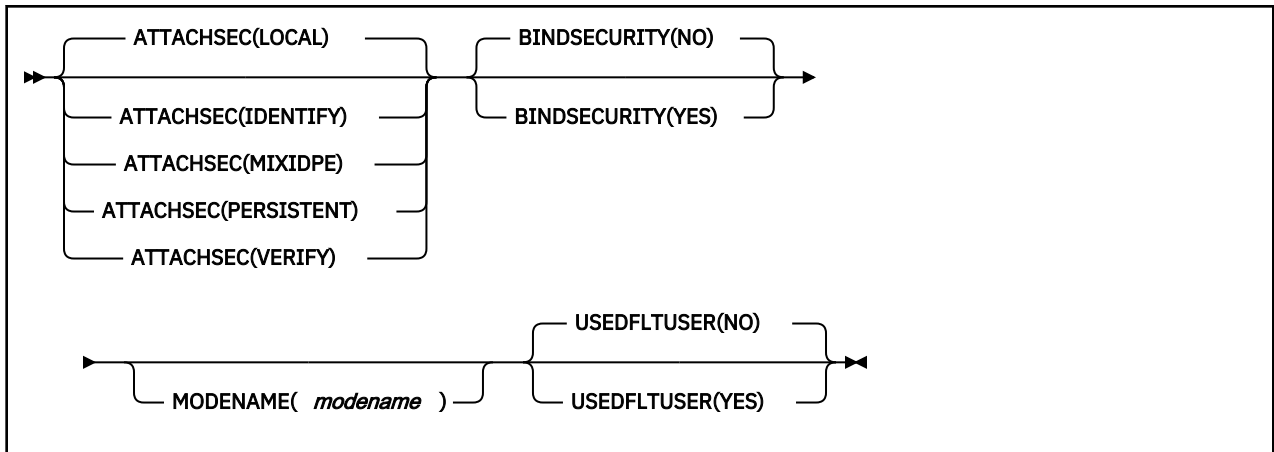 ATTACHSEC(LOCAL)
BINDSECURITY(NO)
ATTACHSEC(IDENTIFY)
BINDSECURITY(YES)
ATTACHSEC(MIXIDPE)
ATTACHSEC(PERSISTENT)
ATTACHSEC(VERIFY)
USEDFLTUSER(NO)
MODENAME( modename )
USEDFLTUSER(YES)